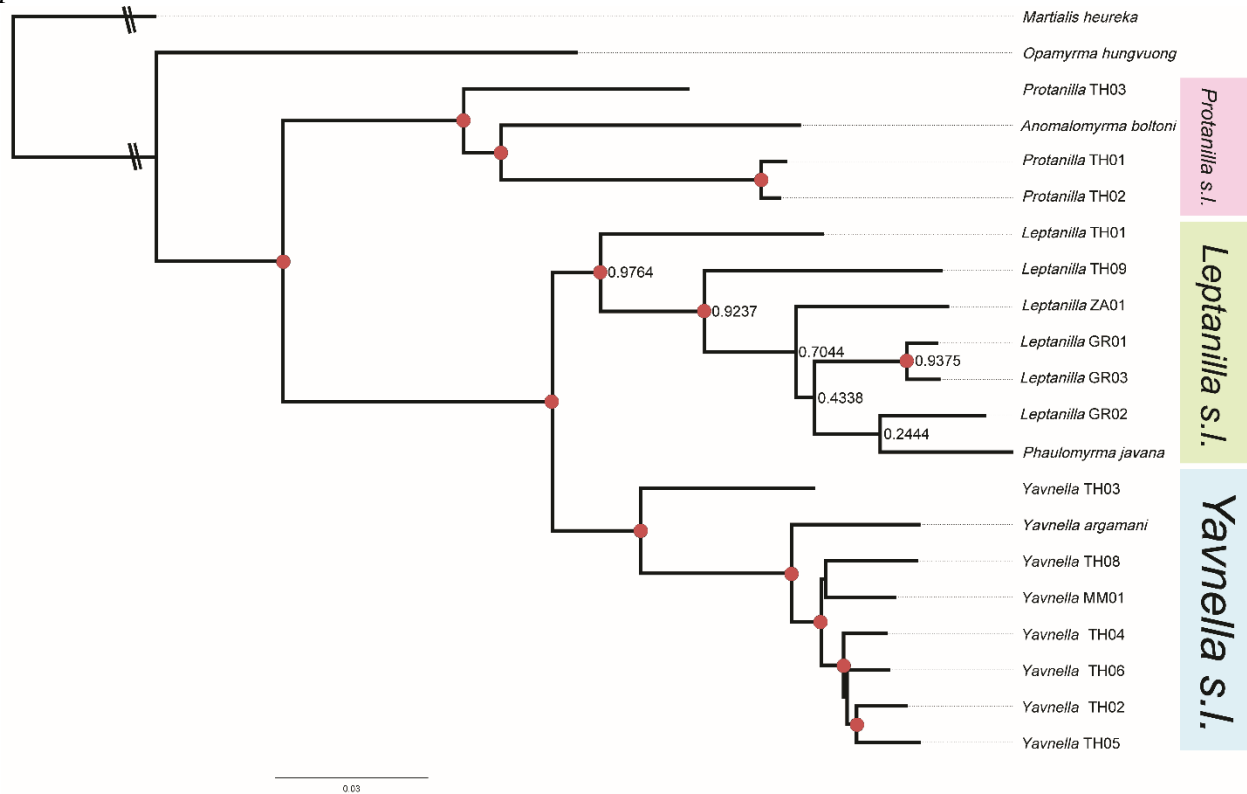 Martialis heureka
Opamyrma hungvuong
Protanilla TH03
Anomalomyrma boltoni
Protanilla TH01
Protanilla TH02
Protanilla s.l.
Leptanilla TH01
0.9764
Leptanilla TH09
0.9237
Leptanilla ZA01
0.7044
Leptanilla GR01
0.9375
Leptanilla GR03
0.4338
Leptanilla GR02
0.2444
Phaulomyrma javana
Leptanilla s.l.
Yavnella TH03
Yavnella argamani
Yavnella TH08
Yavnella MM01
Yavnella TH04
Yavnella TH06
Yavnella TH02
Yavnella TH05
Yavnella s.l.
0.03